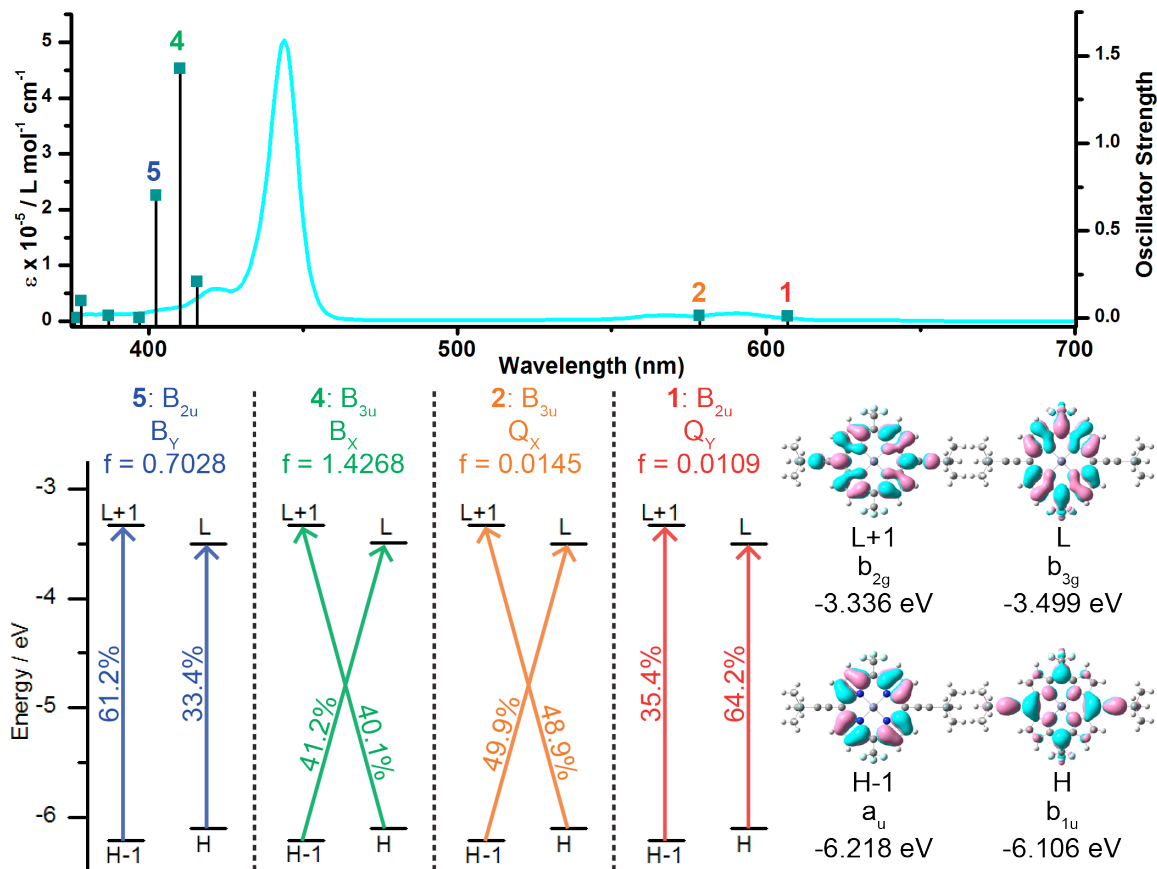 5
4
3
2
1
0
ε x 10⁻⁵ / L mol⁻¹ cm⁻¹
4
5
2
1
1.5
1.0
0.5
0.0
Oscillator Strength
400
500
600
700
Wavelength (nm)
5: B₂ᵤ
B_Y
f = 0.7028
4: B₃ᵤ
B_X
f = 1.4268
2: B₃ᵤ
Q_X
f = 0.0145
1: B₂ᵤ
Q_Y
f = 0.0109
Energy / eV
-3
-4
-5
-6
L+1
L
61.2%
33.4%
H-1
H
L+1
L
41.2%
40.1%
H-1
H
L+1
L
49.9%
48.9%
H-1
H
L+1
L
35.4%
64.2%
H-1
H
L+1
b₂g
-3.336 eV
L
b₃g
-3.499 eV
H-1
aᵤ
-6.218 eV
H
b₁ᵤ
-6.106 eV